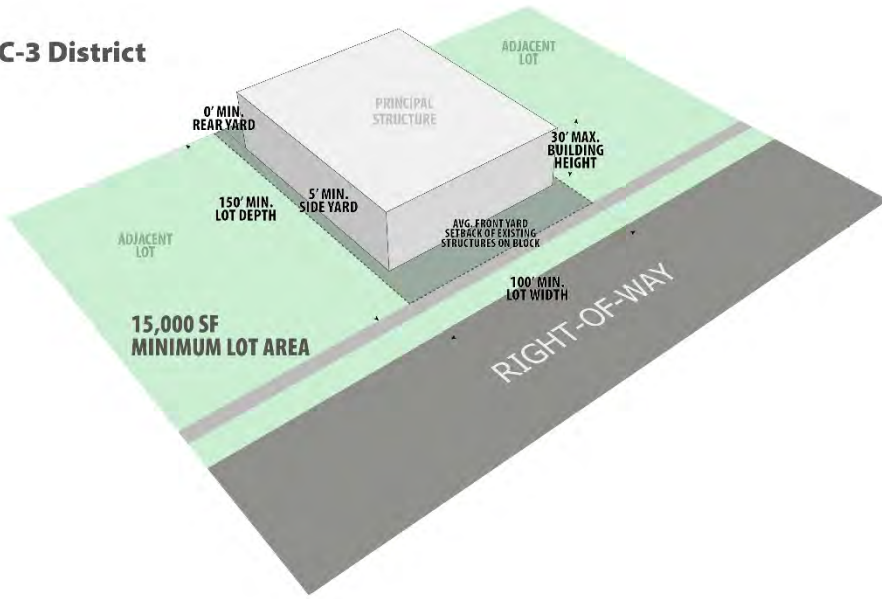 C-3 District
ADJACENT
LOT
PRINCIPAL
STRUCTURE
0' MIN.
REAR YARD
30' MAX.
BUILDING
HEIGHT
150' MIN.
LOT DEPTH
5' MIN.
SIDE YARD
AVG. FRONT YARD
SETBACK OF EXISTING
STRUCTURES ON BLOCK
ADJACENT
LOT
100' MIN.
LOT WIDTH
15,000 SF
MINIMUM LOT AREA
RIGHT-OF-WAY